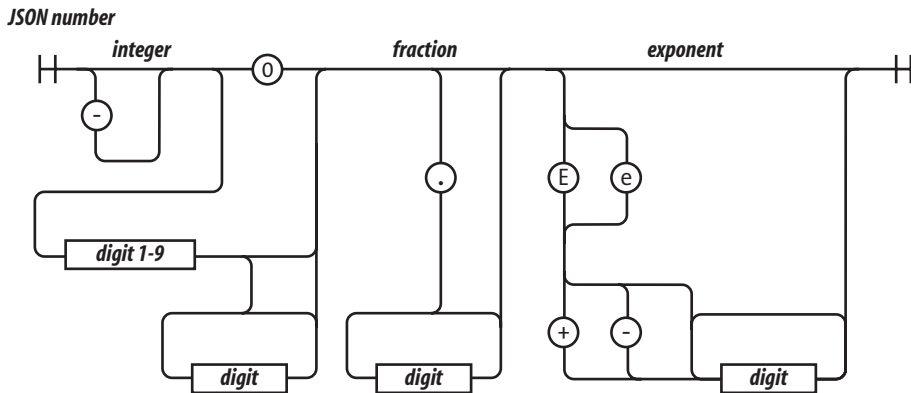 JSON number
integer fraction exponent
0
-
. E e
digit 1-9
+ -
digit digit digit